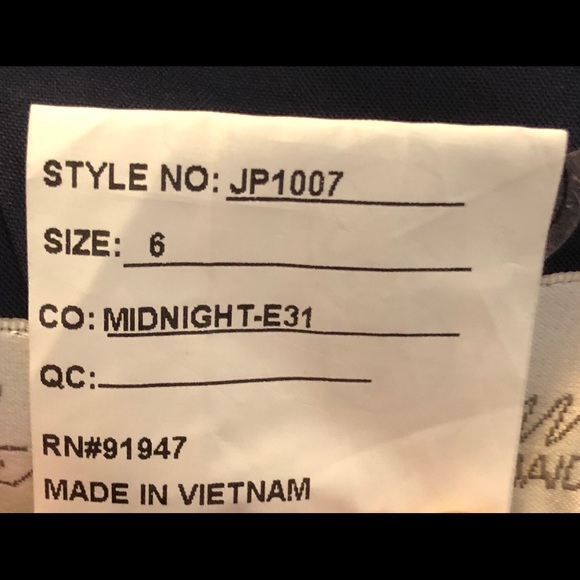 STYLE NO: JP1007
SIZE: 6
CO: MIDNIGHT-E31
QC:
RN#91947
MADE IN VIETNAM